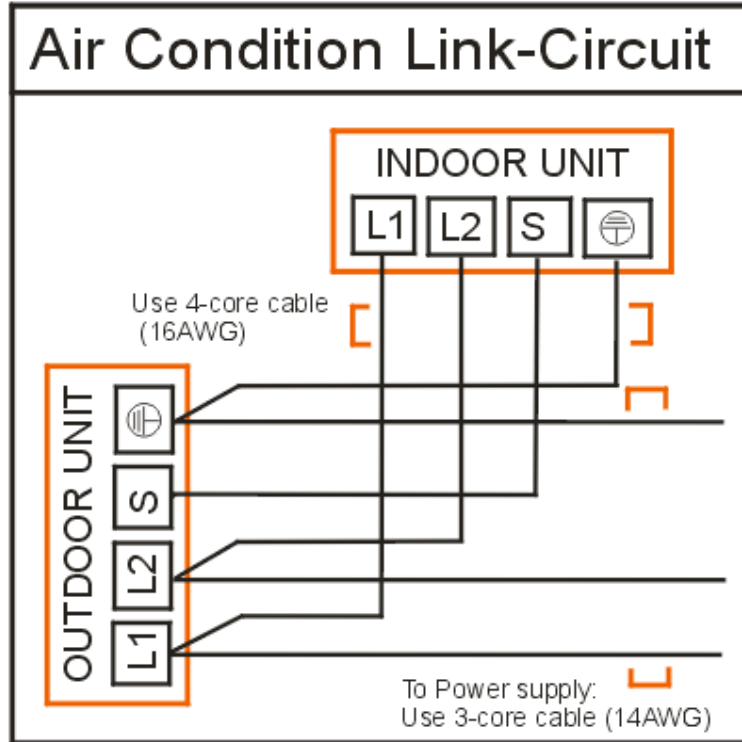 Air Condition Link-Circuit
INDOOR UNIT
L1 L2 S
Use 4-core cable
(16AWG)
OUTDOOR UNIT
S
L2
L1
To Power supply:
Use 3-core cable (14AWG)